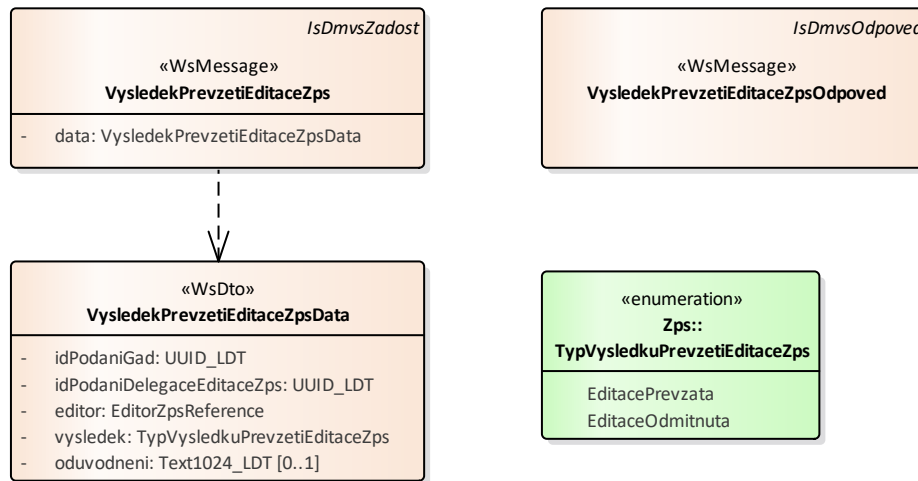 IsDmvsZadost
«WsMessage»
VysledekPrevzetiEditaceZps
- data: VysledekPrevzetiEditaceZpsData
IsDmvsOdpoved
«WsMessage»
VysledekPrevzetiEditaceZpsOdpoved
«WsDto»
VysledekPrevzetiEditaceZpsData
- idPodaniGad: UUID_LDT
- idPodaniDelegaceEditaceZps: UUID_LDT
- editor: EditorZpsReference
- vysledek: TypVysledkuPrevzetiEditaceZps
- oduvodneni: Text1024_LDT [0..1]
«enumeration»
Zps::
TypVysledkuPrevzetiEditaceZps
EditacePrevzata
EditaceOdmitnuta